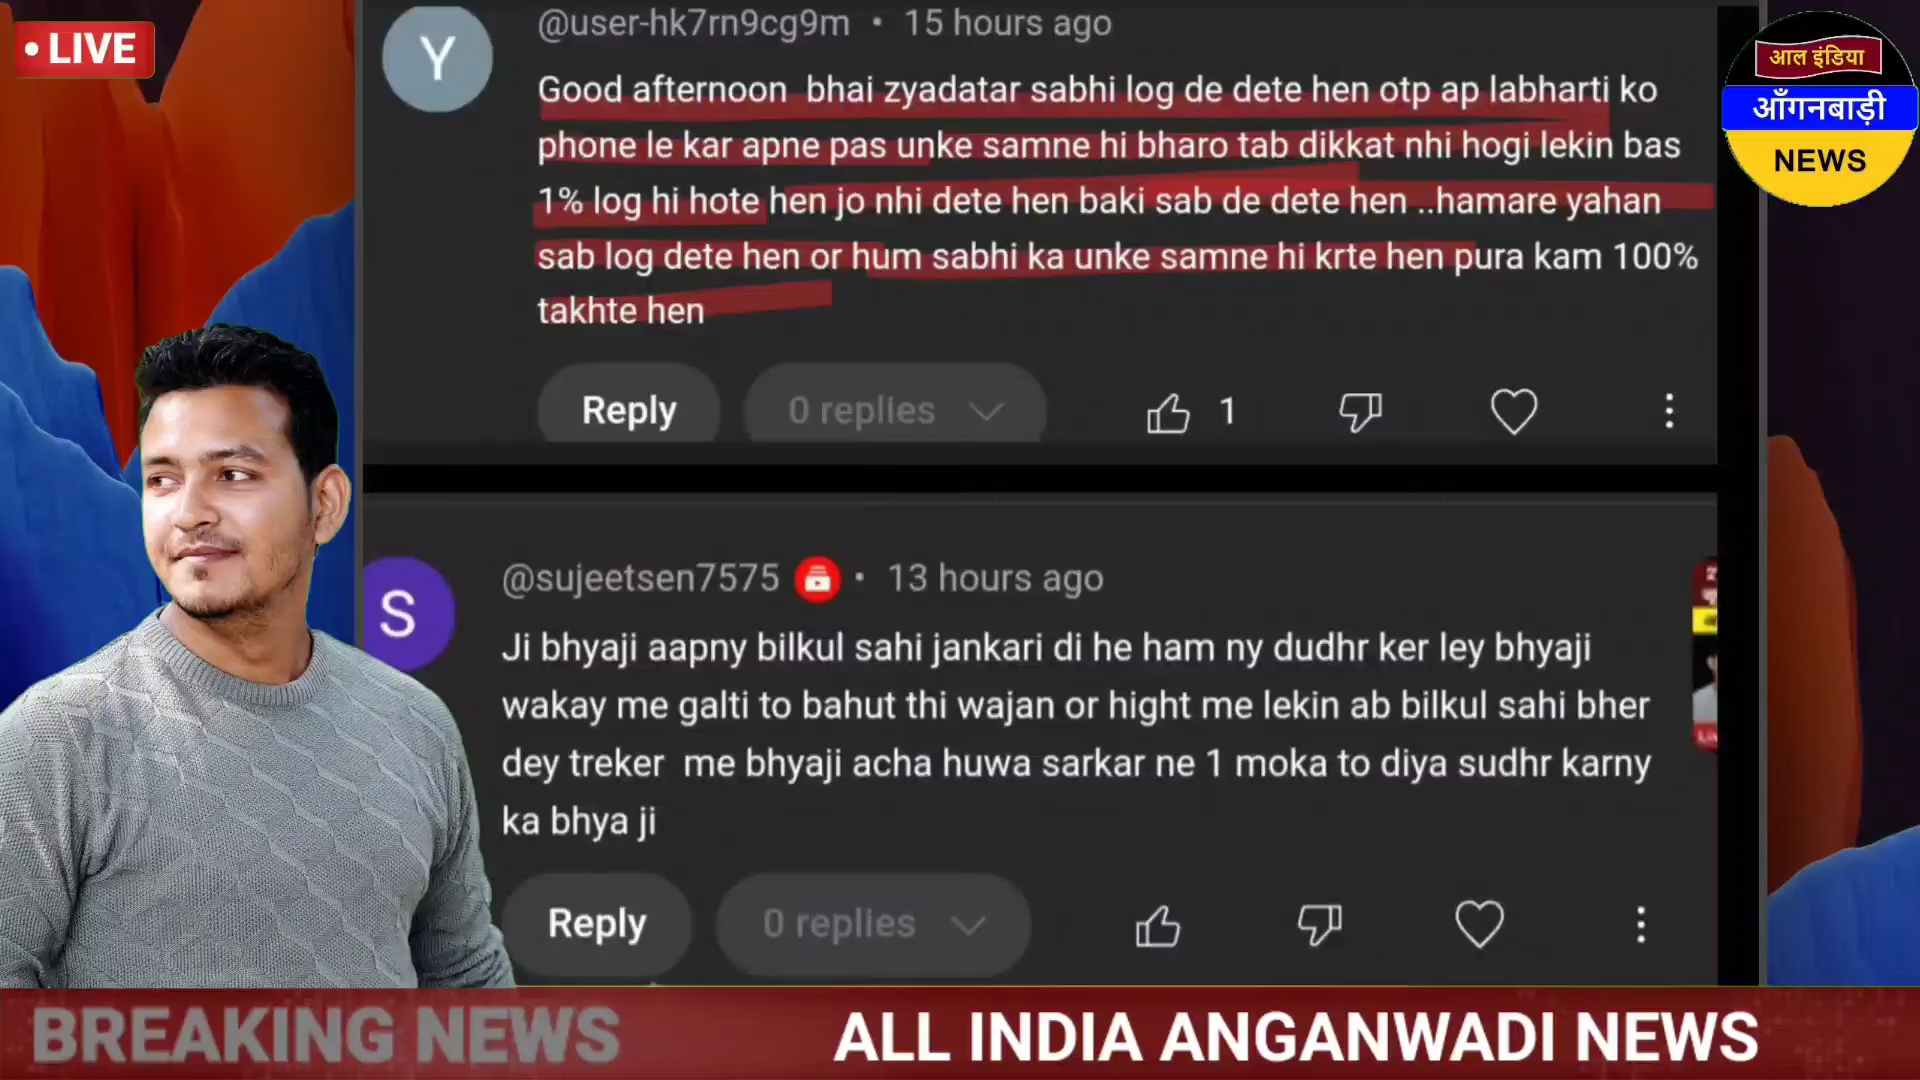 • LIVE
Y
@user-hk7rn9cg9m • 15 hours ago
Good afternoon bhai zyadatar sabhi log de dete hen otp ap labharti ko
phone le kar apne pas unke samne hi bharo tab dikkat nhi hogi lekin bas
1% log hi hote hen jo nhi dete hen baki sab de dete hen ..hamare yahan
sab log dete hen or hum sabhi ka unke samne hi krte hen pura kam 100%
takhte hen
Reply
0 replies
1
आल इंडिया
आँगनबाड़ी
NEWS
S
@sujeetsen7575 • 13 hours ago
Ji bhyaji aapny bilkul sahi jankari di he ham ny dudhr ker ley bhyaji
wakay me galti to bahut thi wajan or hight me lekin ab bilkul sahi bher
dey treker me bhyaji acha huwa sarkar ne 1 moka to diya sudhr karny
ka bhya ji
Reply
0 replies
BREAKING NEWS
ALL INDIA ANGANWADI NEWS